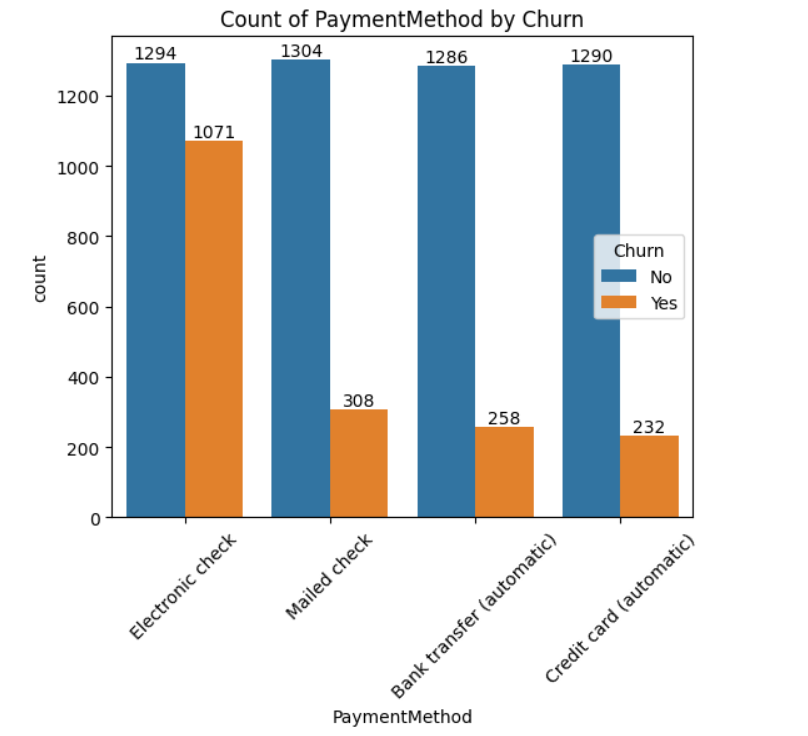 Count of PaymentMethod by Churn
1294
1304
1286
1290
1071
308
258
232
count
1200
1000
800
600
400
200
0
Churn
No
Yes
Electronic check
Mailed check
Bank transfer (automatic)
Credit card (automatic)
PaymentMethod